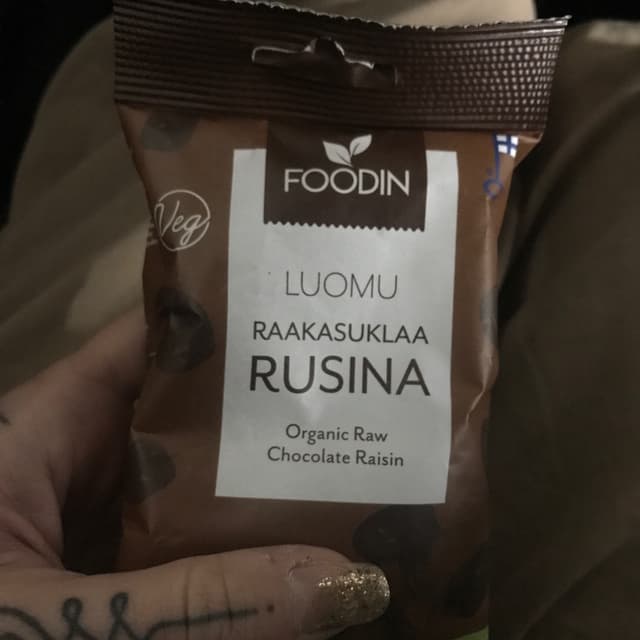 FOODIN
Veg
LUOMU
RAAKASUKLAA
RUSINA
Organic Raw
Chocolate Raisin